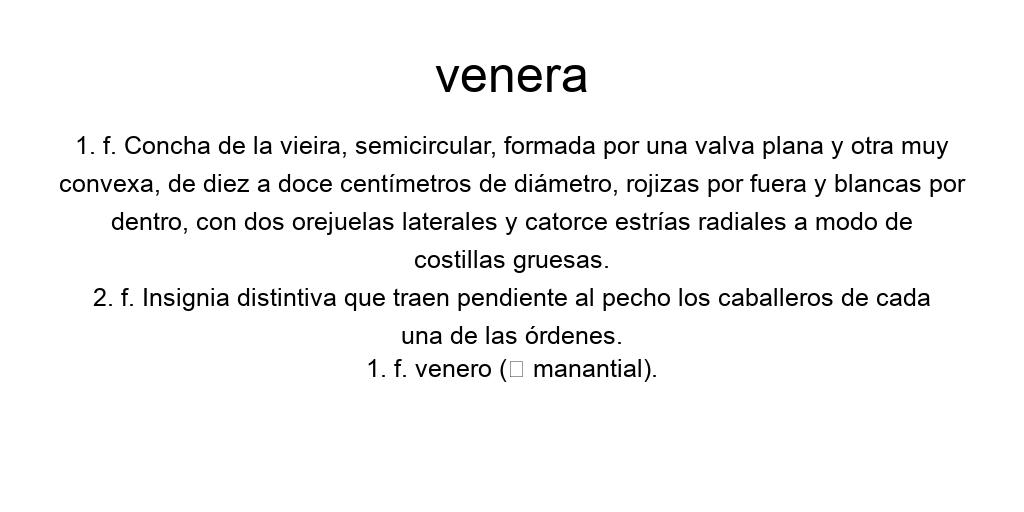 venera
1. f. Concha de la vieira, semicircular, formada por una valva plana y otra muy
convexa, de diez a doce centímetros de diámetro, rojizas por fuera y blancas por
dentro, con dos orejuelas laterales y catorce estrías radiales a modo de
costillas gruesas.
2. f. Insignia distintiva que traen pendiente al pecho los caballeros de cada
una de las órdenes.
1. f. venero (□ manantial).